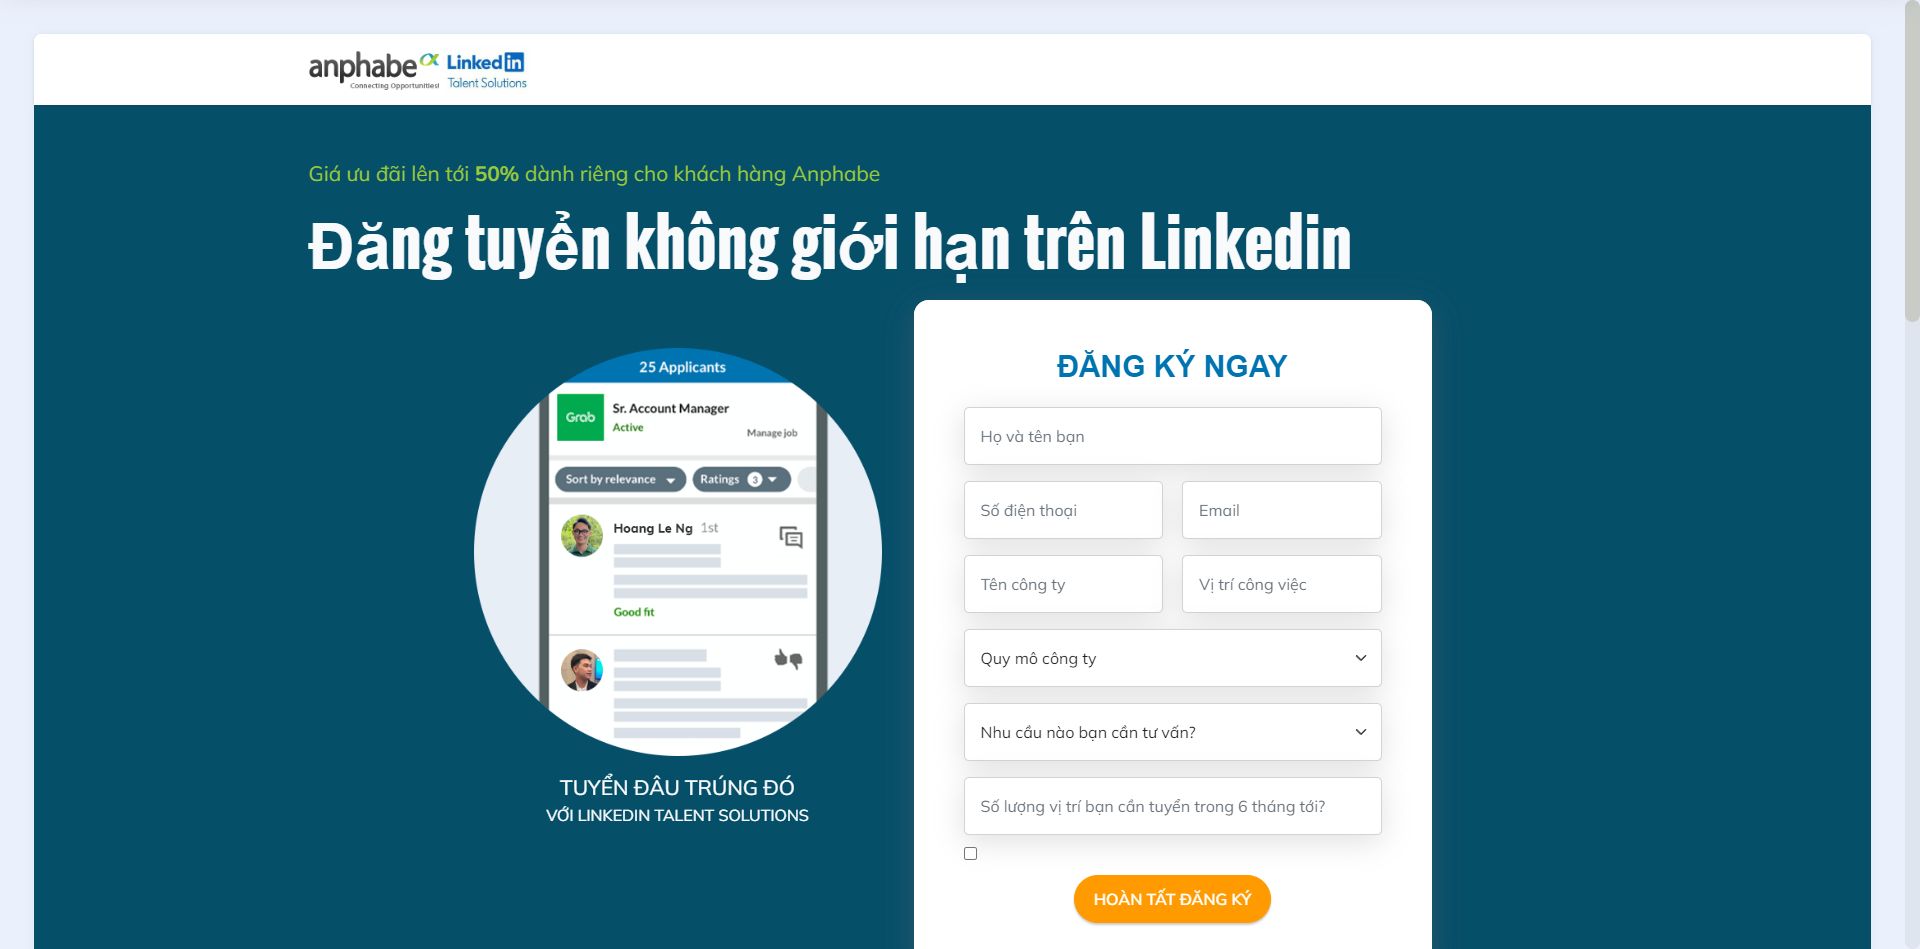 anphabe
Connecting Opportunities!
Linked in
Talent Solutions
Giá ưu đãi lên tới 50% dành riêng cho khách hàng Anphabe
Đăng tuyển không giới hạn trên Linkedin
25 Applicants
Grab
Sr. Account Manager
Active
Manage job
Sort by relevance
Ratings 3
Hoang Le Ng 1st
Good fit
TUYỂN ĐÂU TRÚNG ĐÓ
VỚI LINKEDIN TALENT SOLUTIONS
ĐĂNG KÝ NGAY
Họ và tên bạn
Số điện thoại
Email
Tên công ty
Vị trí công việc
Quy mô công ty
Nhu cầu nào bạn cần tư vấn?
Số lượng vị trí bạn cần tuyển trong 6 tháng tới?
HOÀN TẤT ĐĂNG KÝ